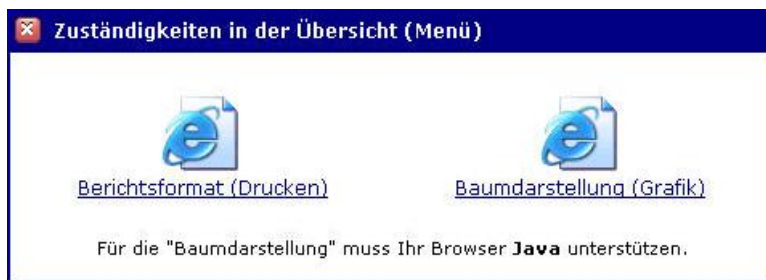 Zuständigkeiten in der Übersicht (Menü)
Berichtsformat (Drucken)
Baumdarstellung (Grafik)
Für die "Baumdarstellung" muss Ihr Browser Java unterstützen.